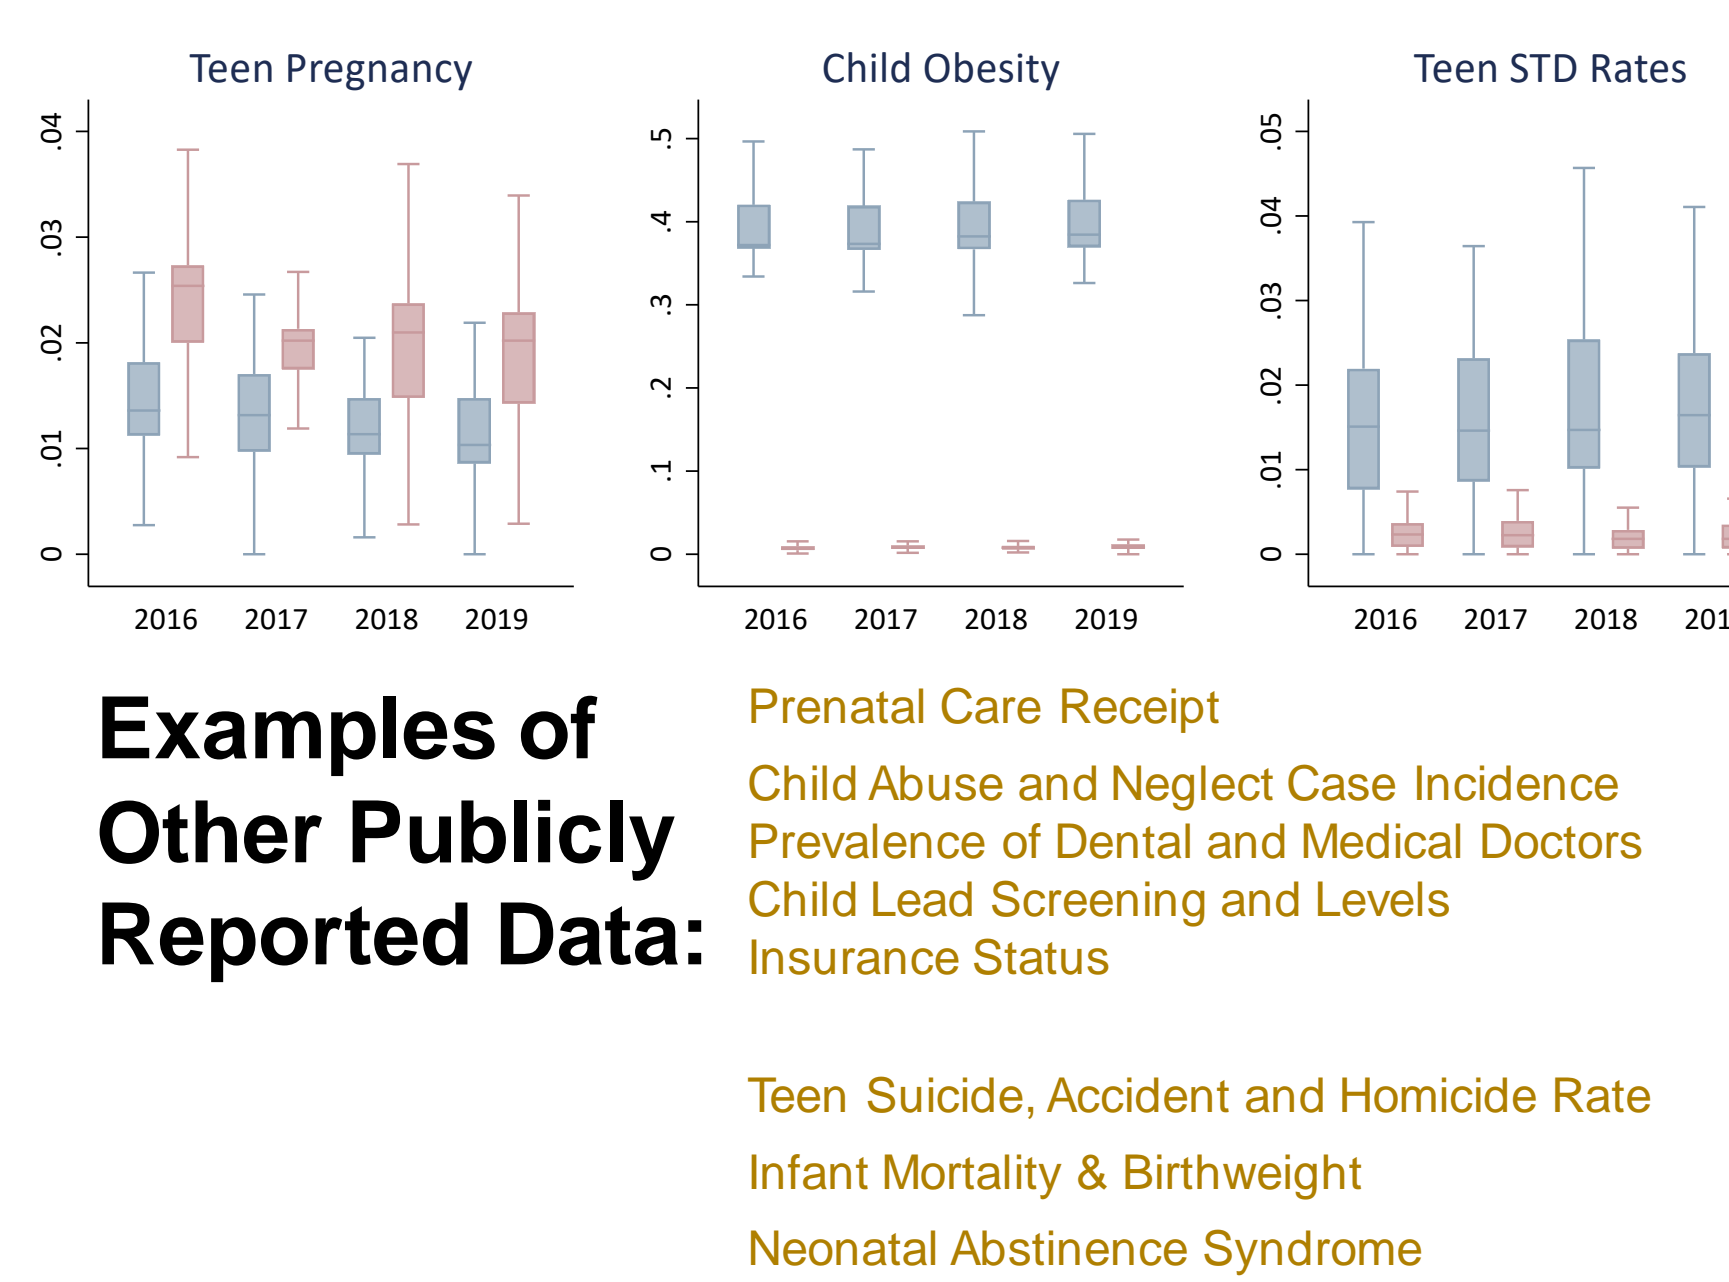 Teen Pregnancy
.04
.03
.02
.01
0
2016 2017 2018 2019
Child Obesity
.5
.4
.3
.2
.1
0
2016 2017 2018 2019
Teen STD Rates
.05
.04
.03
.02
.01
0
2016 2017 2018 201
Examples of
Other Publicly
Reported Data:
Prenatal Care Receipt
Child Abuse and Neglect Case Incidence
Prevalence of Dental and Medical Doctors
Child Lead Screening and Levels
Insurance Status
Teen Suicide, Accident and Homicide Rate
Infant Mortality & Birthweight
Neonatal Abstinence Syndrome